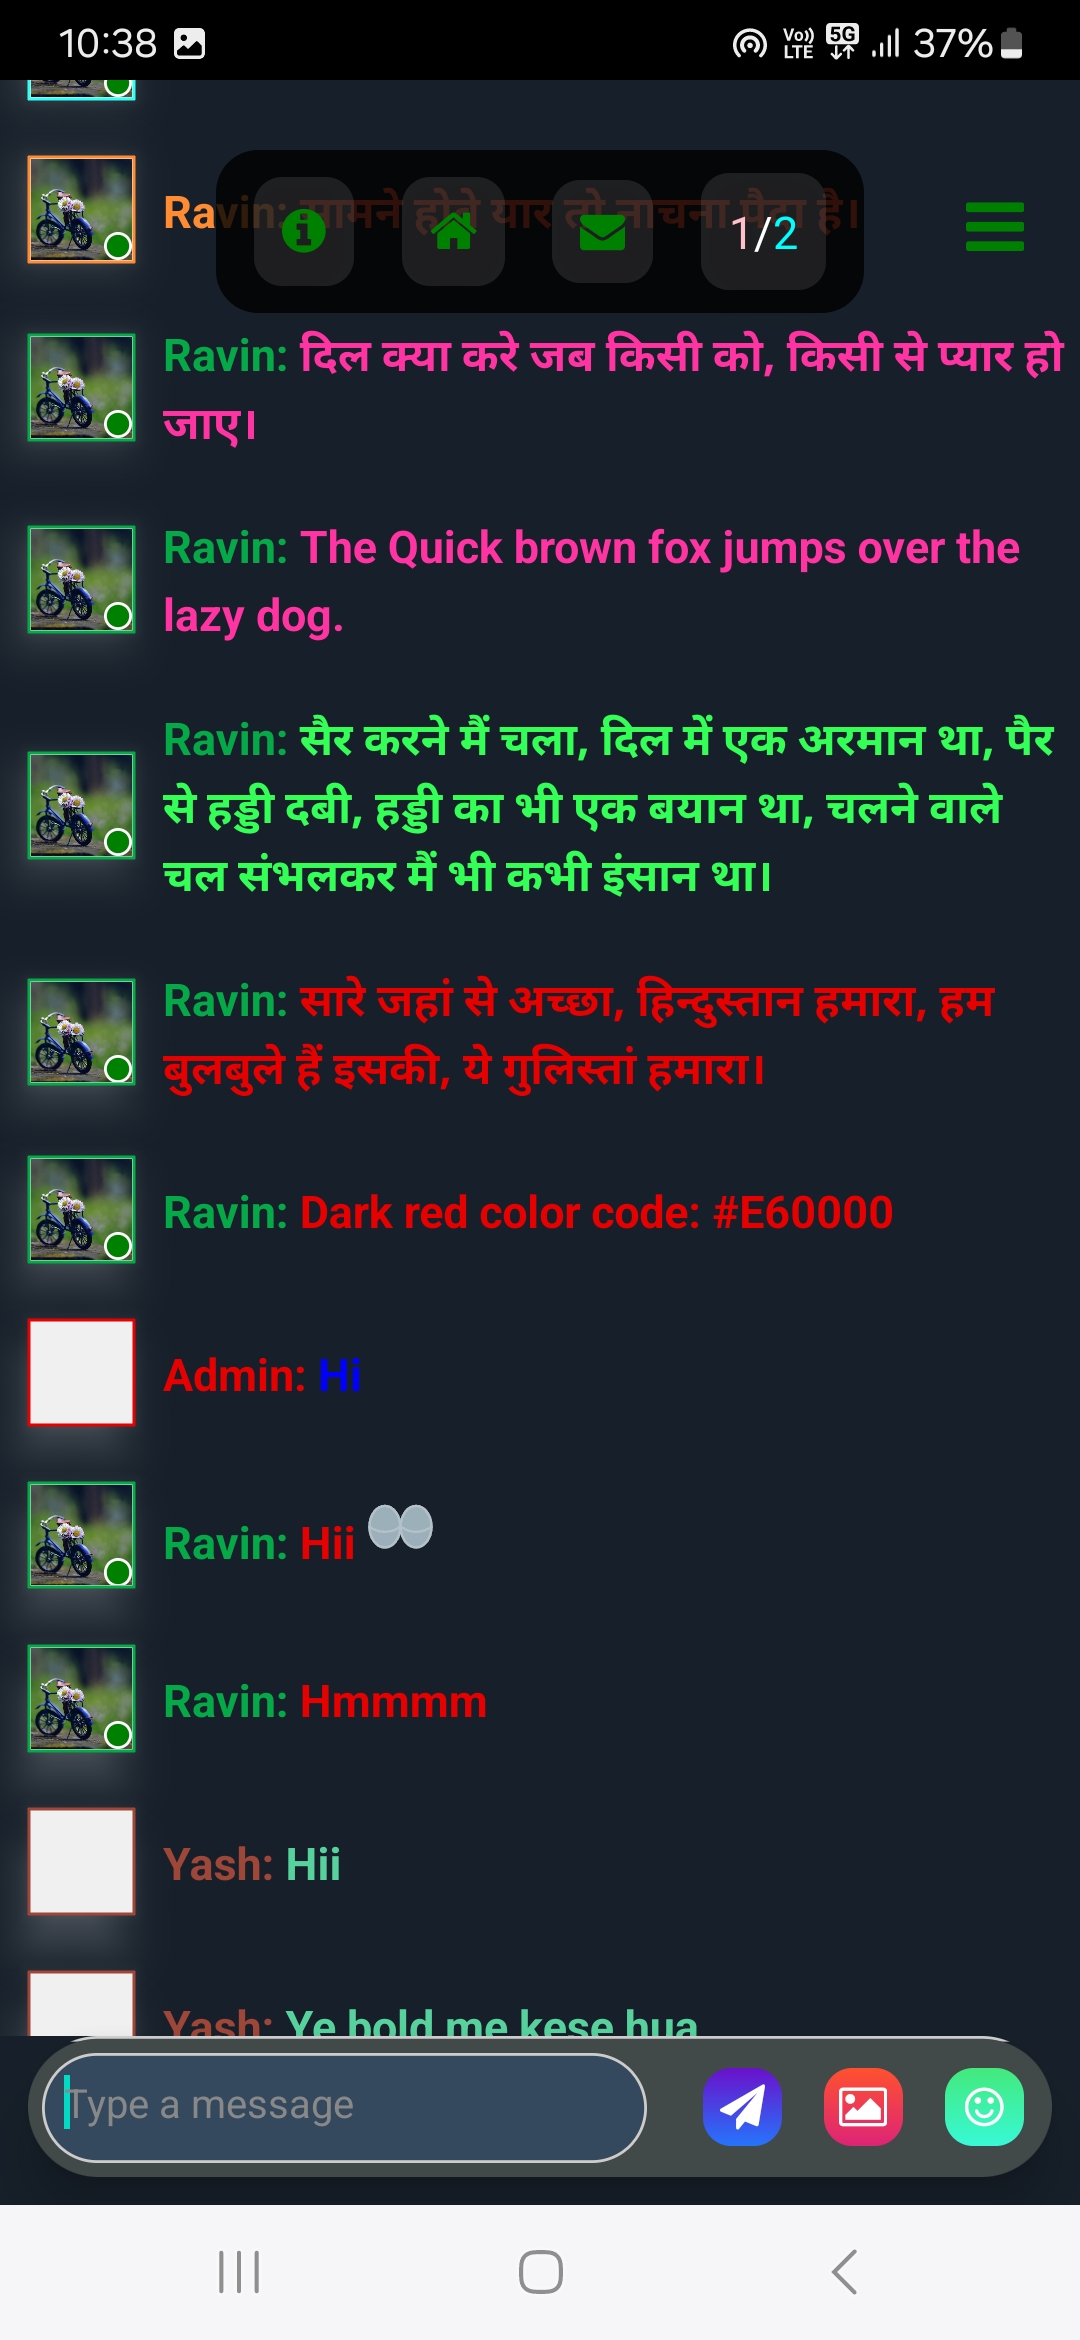 10:38
Vo)) LTE 5G 37%
Ravin: सामने होवे यार तो नाचना पैदा है।
1/2
Ravin: दिल क्या करे जब किसी को, किसी से प्यार हो
जाए।
Ravin: The Quick brown fox jumps over the
lazy dog.
Ravin: सैर करने मैं चला, दिल में एक अरमान था, पैर
से हड्डी दबी, हड्डी का भी एक बयान था, चलने वाले
चल संभलकर मैं भी कभी इंसान था।
Ravin: सारे जहां से अच्छा, हिन्दुस्तान हमारा, हम
बुलबुले हैं इसकी, ये गुलिस्तां हमारा।
Ravin: Dark red color code: #E60000
Admin: Hi
Ravin: Hii
Ravin: Hmmmm
Yash: Hii
Yash: Ye bold me kese hua
Type a message